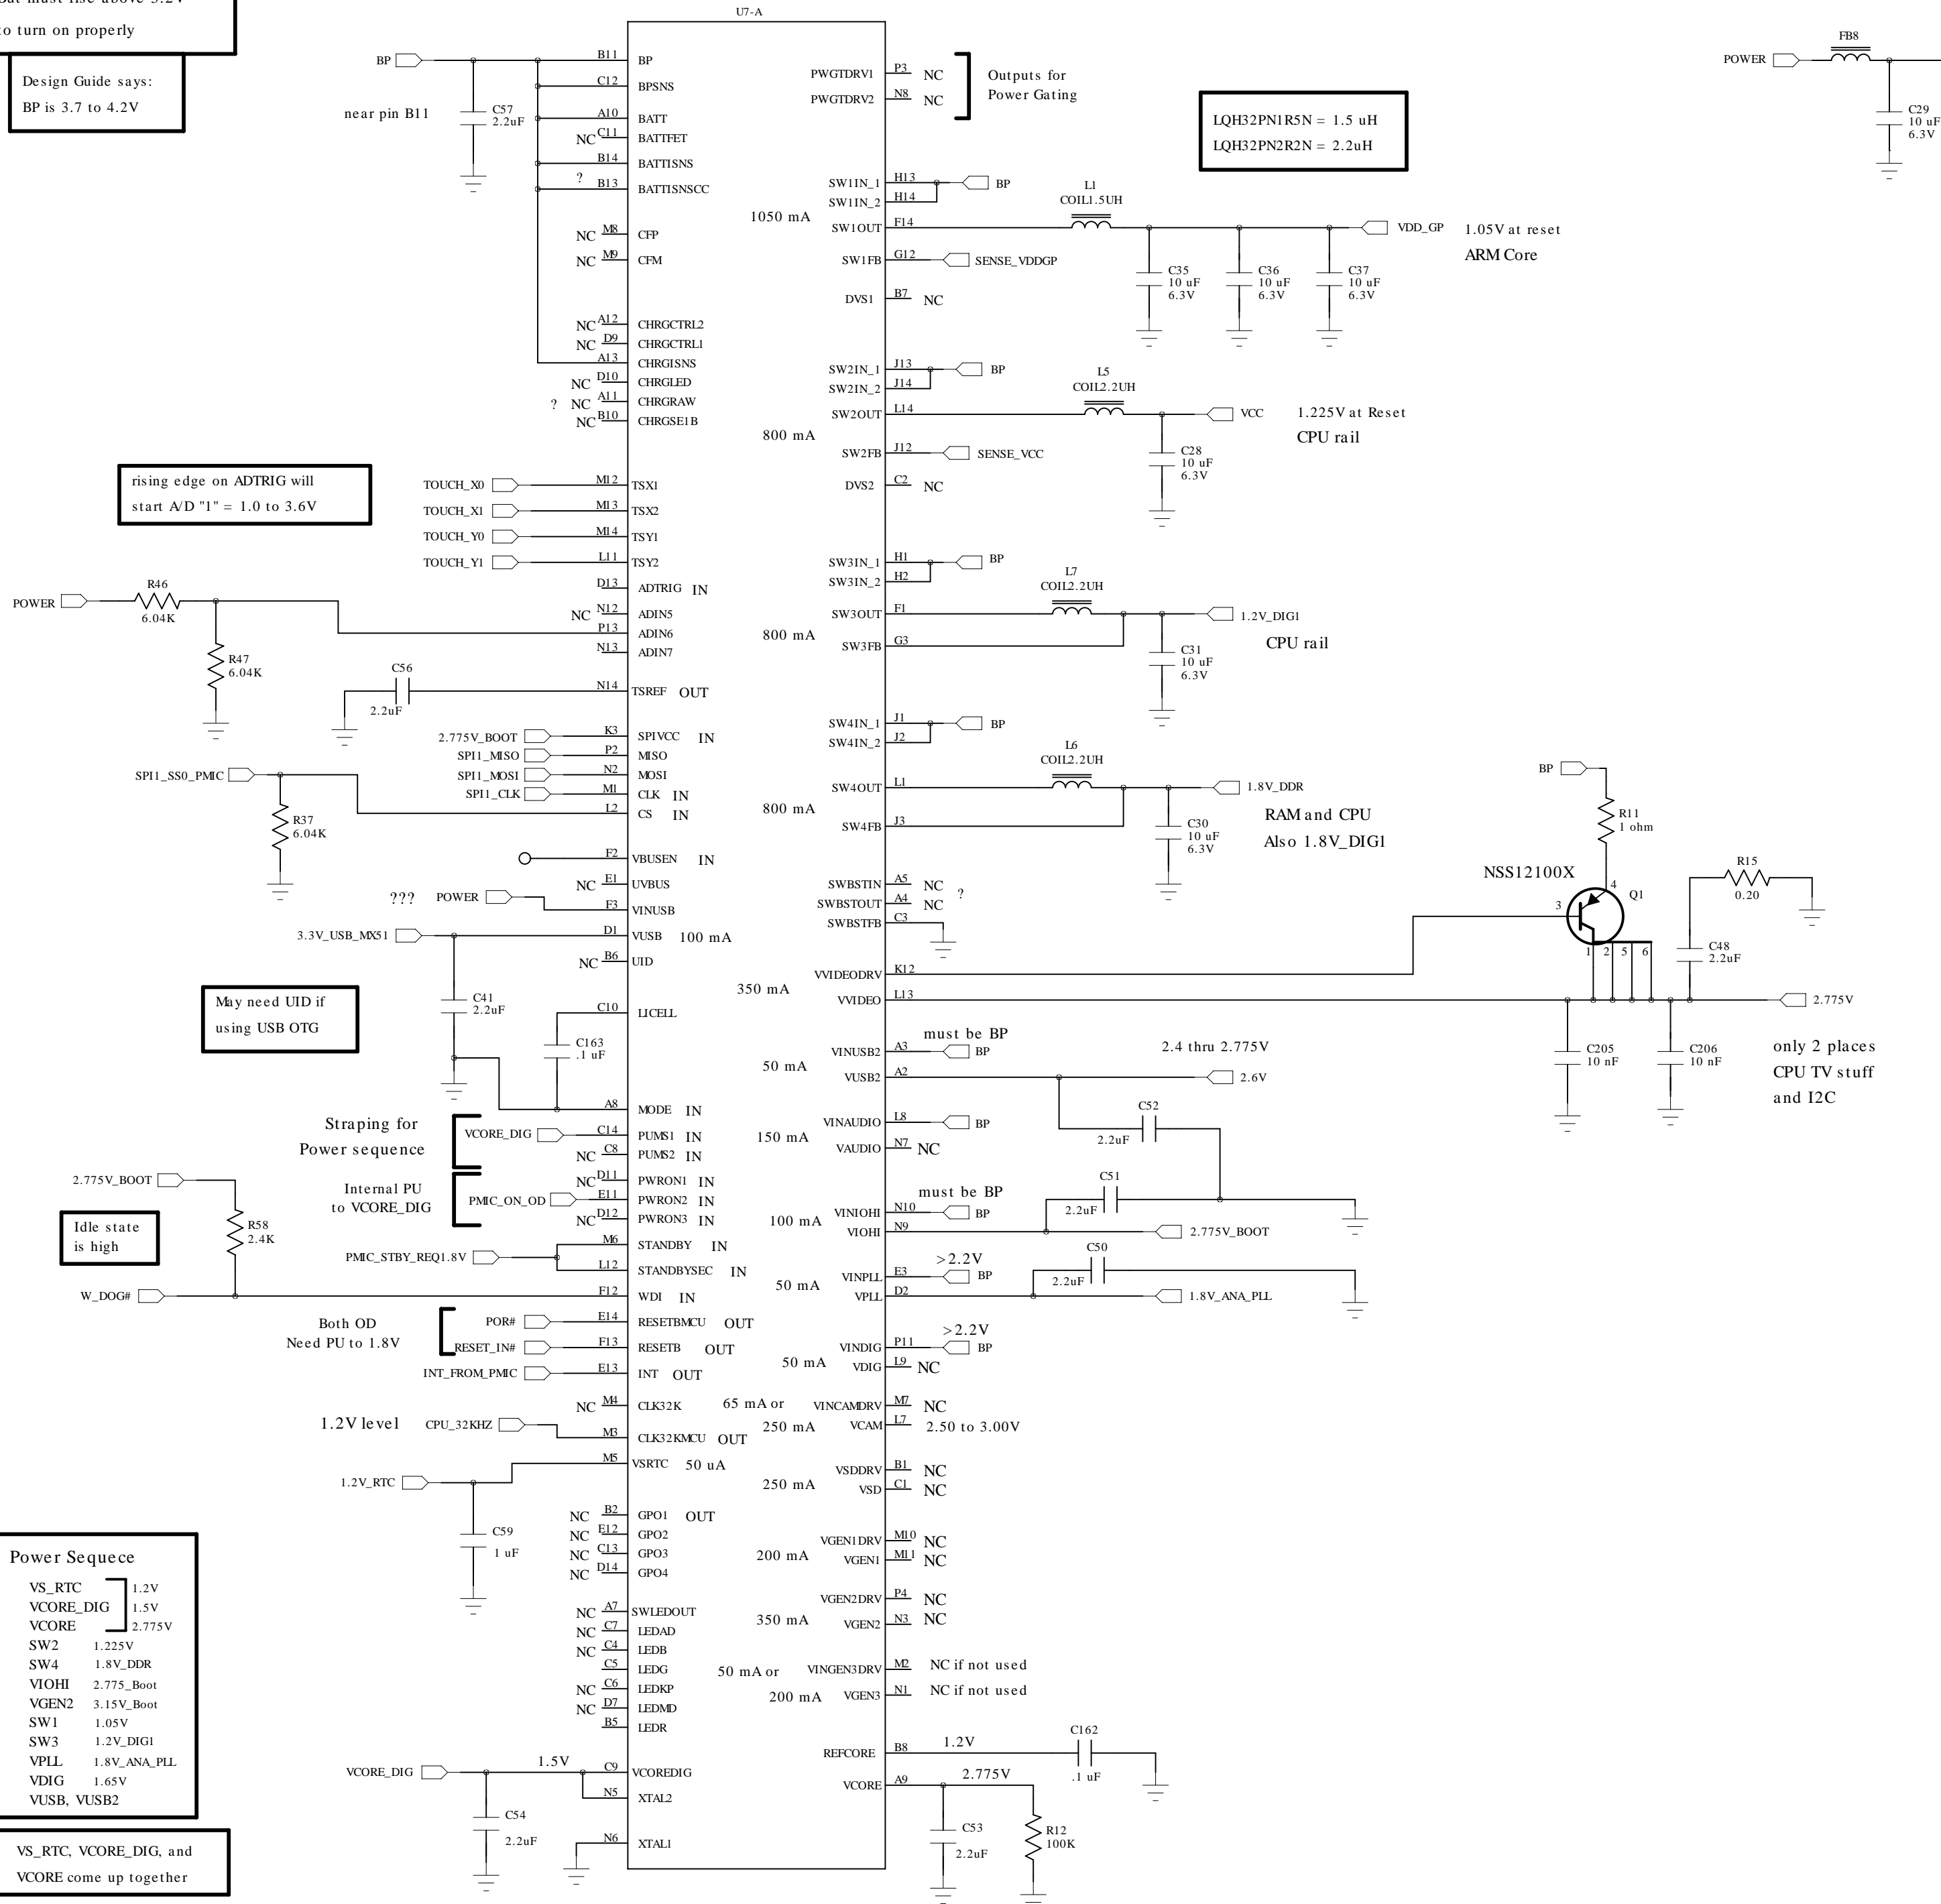 But must rise above 3.2V
to turn on properly
Design Guide says:
BP is 3.7 to 4.2V
U7-A
BP
near pin B11
C57
2.2uF
B11 BP
C12 BPSNS
A10 BATT
NC C11 BATTFET
B14 BATTISNS
? B13 BATTISNSCC
NC M8 CFP
NC M9 CFM
NC A12 CHRGCTRL2
NC D9 CHRGCTRL1
A13 CHRGISNS
NC D10 CHRGLED
? NC A11 CHRGRAW
NC B10 CHRGSE1B
rising edge on ADTRIG will
start A/D "1" = 1.0 to 3.6V
TOUCH_X0 M12 TSX1
TOUCH_X1 M13 TSX2
TOUCH_Y0 M14 TSY1
TOUCH_Y1 L11 TSY2
D13 ADTRIG IN
NC N12 ADIN5
P13 ADIN6
N13 ADIN7
POWER
R46
6.04K
R47
6.04K
C56
2.2uF
N14 TSREF OUT
2.775V_BOOT K3 SPIVCC IN
SPI1_MISO P2 MISO
SPI1_MOSI N2 MOSI
SPI1_CLK M1 CLK IN
L2 CS IN
SPI1_SS0_PMIC
R37
6.04K
F2 VBUSEN IN
NC E1 UVBUS
??? POWER F3 VINUSB
3.3V_USB_MX51 D1 VUSB 100 mA
NC B6 UID
May need UID if
using USB OTG
C41
2.2uF
C10 LICELL
C163
.1 uF
A8 MODE IN
Straping for
Power sequence
VCORE_DIG C14 PUMS1 IN
NC C8 PUMS2 IN
Internal PU
to VCORE_DIG
NC D11 PWRON1 IN
PMIC_ON_OD E11 PWRON2 IN
NC D12 PWRON3 IN
2.775V_BOOT
R58
2.4K
Idle state
is high
PMIC_STBY_REQ1.8V
M6 STANDBY IN
L12 STANDBYSEC IN
W_DOG# F12 WDI IN
Both OD
Need PU to 1.8V
POR# E14 RESETBMCU OUT
RESET_IN# F13 RESETB OUT
INT_FROM_PMIC E13 INT OUT
NC M4 CLK32K
1.2V level CPU_32KHZ M3 CLK32KMCU OUT
1.2V_RTC M5 VSRTC 50 uA
C59
1 uF
NC B2 GPO1 OUT
NC E12 GPO2
NC C13 GPO3
NC D14 GPO4
NC A7 SWLEDOUT
NC C7 LEDAD
NC C4 LEDB
C5 LEDG
NC C6 LEDKP
NC D7 LEDMD
B5 LEDR
VCORE_DIG 1.5V C9 VCOREDIG
N5 XTAL2
C54
2.2uF
N6 XTAL1
Power Sequece
VS_RTC 1.2V
VCORE_DIG 1.5V
VCORE 2.775V
SW2 1.225V
SW4 1.8V_DDR
VIOHI 2.775_Boot
VGEN2 3.15V_Boot
SW1 1.05V
SW3 1.2V_DIG1
VPLL 1.8V_ANA_PLL
VDIG 1.65V
VUSB, VUSB2
VS_RTC, VCORE_DIG, and
VCORE come up together
PWGTDRV1 P3 NC
PWGTDRV2 N8 NC
Outputs for
Power Gating
LQH32PN1R5N = 1.5 uH
LQH32PN2R2N = 2.2uH
POWER
FB8
C29
10 uF
6.3V
SW1IN_1 H13 BP
SW1IN_2 H14
1050 mA
SW1OUT F14
L1
COIL1.5UH
VDD_GP 1.05V at reset
ARM Core
SW1FB G12 SENSE_VDDGP
C35
10 uF
6.3V
C36
10 uF
6.3V
C37
10 uF
6.3V
DVS1 B7 NC
SW2IN_1 J13 BP
SW2IN_2 J14
SW2OUT L14
L5
COIL2.2UH
VCC 1.225V at Reset
CPU rail
800 mA
SW2FB J12 SENSE_VCC
C28
10 uF
6.3V
DVS2 C2 NC
SW3IN_1 H1 BP
SW3IN_2 H2
L7
COIL2.2UH
SW3OUT F1 1.2V_DIG1
CPU rail
800 mA
SW3FB G3
C31
10 uF
6.3V
SW4IN_1 J1 BP
SW4IN_2 J2
L6
COIL2.2UH
SW4OUT L1 1.8V_DDR
RAM and CPU
Also 1.8V_DIG1
800 mA
SW4FB J3
C30
10 uF
6.3V
SWBSTIN A5 NC
SWBSTOUT A4 NC ?
SWBSTFB C3
BP
R11
1 ohm
NSS12100X
Q1
4
3
1 2 5 6
R15
0.20
C48
2.2uF
VVIDEODRV K12
350 mA
VVIDEO L13 2.775V
C205
10 nF
C206
10 nF
only 2 places
CPU TV stuff
and I2C
must be BP
VINUSB2 A3 BP
2.4 thru 2.775V
50 mA
VUSB2 A2 2.6V
C52
2.2uF
VINAUDIO L8 BP
150 mA
VAUDIO N7 NC
C51
2.2uF
must be BP
VINIOHI N10 BP
100 mA
VIOHI N9 2.775V_BOOT
C50
2.2uF
>2.2V
VINPLL E3 BP
50 mA
VPLL D2 1.8V_ANA_PLL
>2.2V
VINDIG P11 BP
50 mA
VDIG L9 NC
65 mA or VINCAMDRV M7 NC
250 mA VCAM L7 2.50 to 3.00V
VSDDRV B1 NC
250 mA VSD C1 NC
VGEN1DRV M10 NC
200 mA VGEN1 M11 NC
VGEN2DRV P4 NC
350 mA VGEN2 N3 NC
50 mA or VINGEN3DRV M2 NC if not used
200 mA VGEN3 N1 NC if not used
REFCORE B8 1.2V
C162
.1 uF
VCORE A9 2.775V
C53
2.2uF
R12
100K